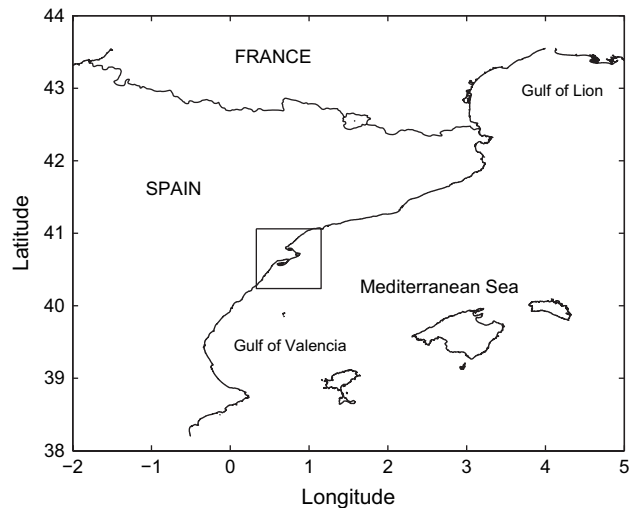 44
43
42
41
40
39
38
Latitude
FRANCE
Gulf of Lion
SPAIN
Mediterranean Sea
Gulf of Valencia
−2
−1
0
1
2
3
4
5
Longitude